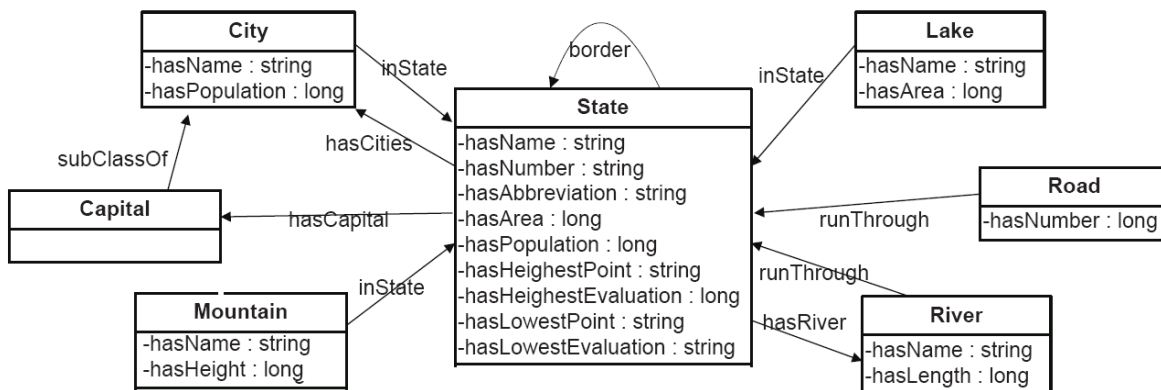 City
-hasName : string
-hasPopulation : long
inState
border
Lake
-hasName : string
-hasArea : long
inState
State
-hasName : string
-hasNumber : string
-hasAbbreviation : string
-hasArea : long
-hasPopulation : long
-hasHeighestPoint : string
-hasHeighestEvaluation : long
-hasLowestPoint : string
-hasLowestEvaluation : string
hasCities
subClassOf
Capital
hasCapital
Road
-hasNumber : long
runThrough
inState
Mountain
-hasName : string
-hasHeight : long
runThrough
hasRiver
River
-hasName : string
-hasLength : long